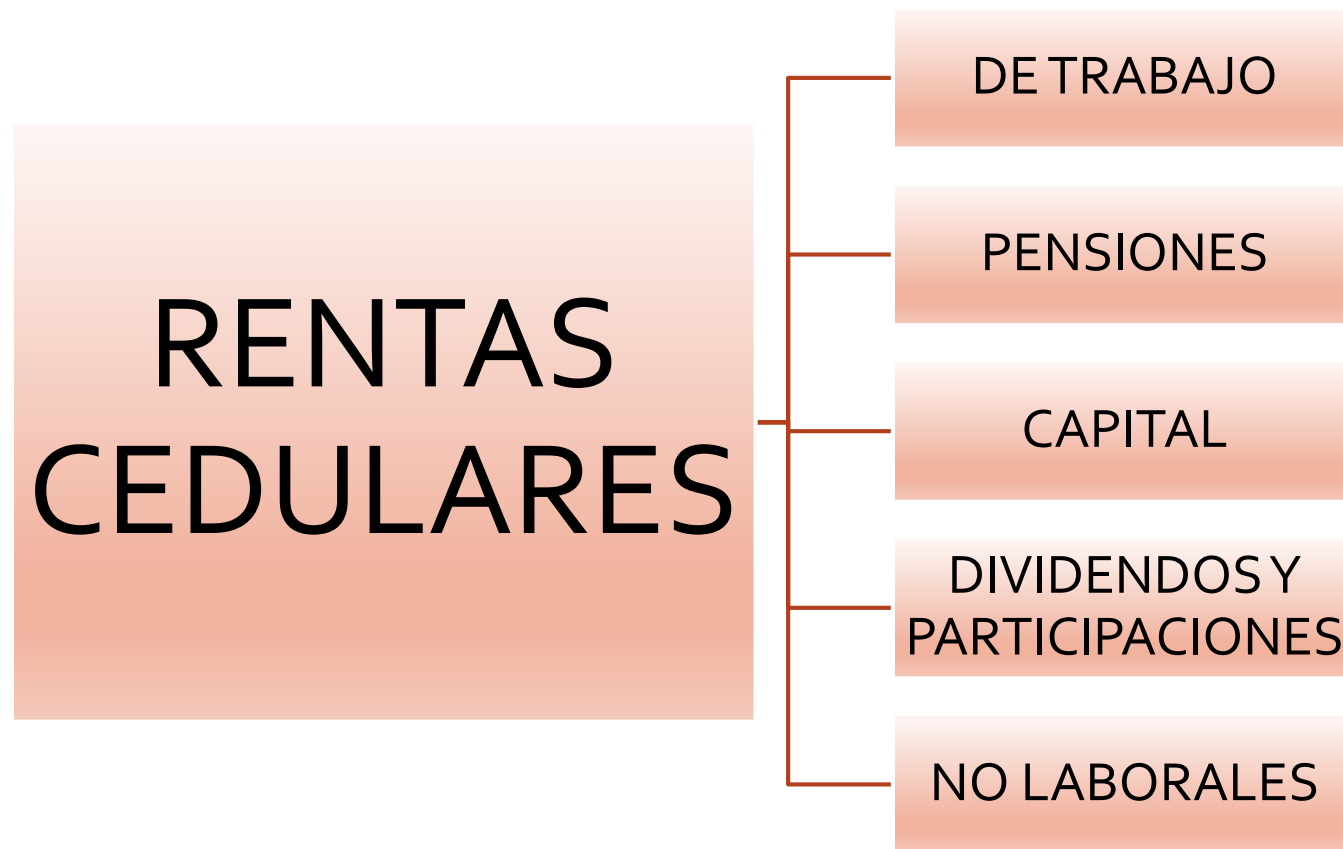 RENTAS
CEDULARES
DE TRABAJO
PENSIONES
CAPITAL
DIVIDENDOS Y
PARTICIPACIONES
NO LABORALES